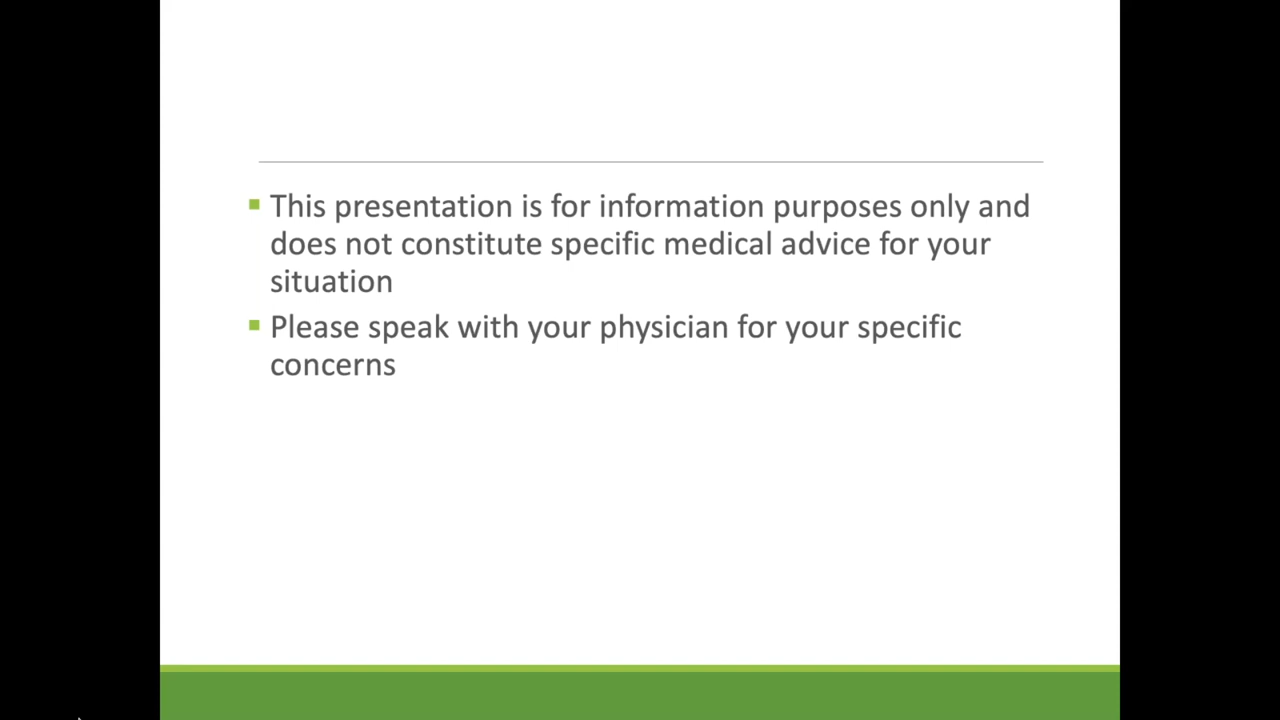 ▪ This presentation is for information purposes only and
does not constitute specific medical advice for your
situation
▪ Please speak with your physician for your specific
concerns